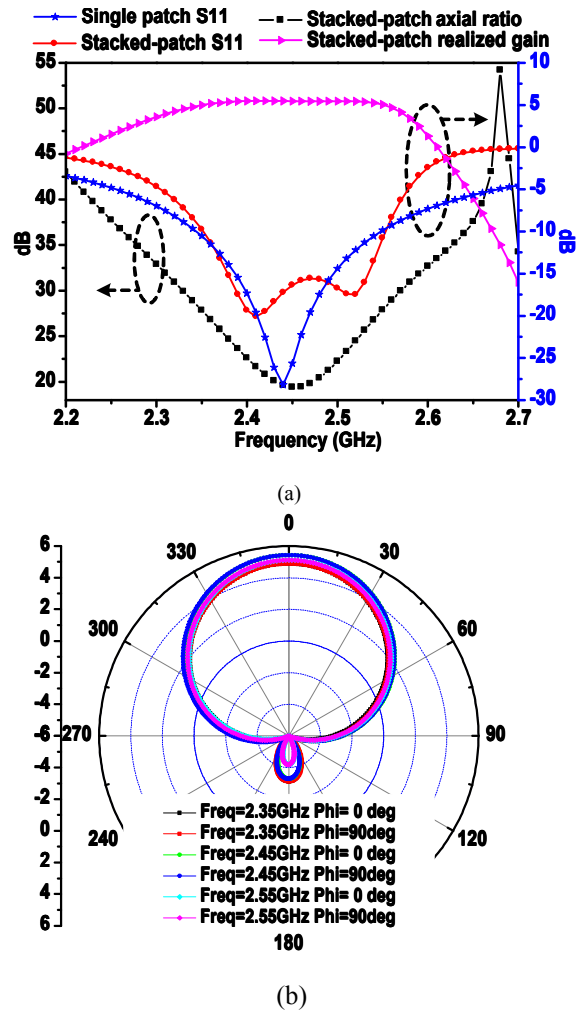 Single patch S11
Stacked-patch axial ratio
Stacked-patch S11
Stacked-patch realized gain
55
50
45
40
35
30
25
20
dB
10
5
0
-5
-10
-15
-20
-25
-30
dB
2.2 2.3 2.4 2.5 2.6 2.7
Frequency (GHz)
(a)
0
330 30
300 60
270 90
240 120
180
6
4
2
0
-2
-4
-6
-4
-2
0
2
4
6
Freq=2.35GHz Phi= 0 deg
Freq=2.35GHz Phi=90deg
Freq=2.45GHz Phi= 0 deg
Freq=2.45GHz Phi=90deg
Freq=2.55GHz Phi= 0 deg
Freq=2.55GHz Phi=90deg
(b)